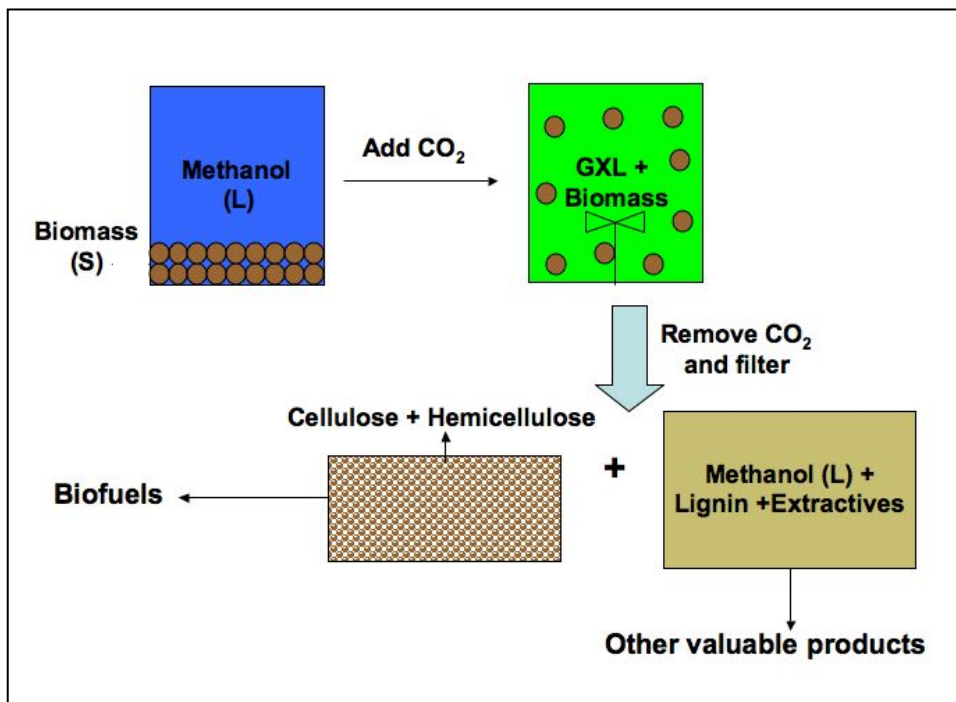 Methanol
(L)
Biomass
(S)
Add CO₂
GXL +
Biomass
Remove CO₂
and filter
Cellulose + Hemicellulose
Biofuels
+
Methanol (L) +
Lignin +Extractives
Other valuable products